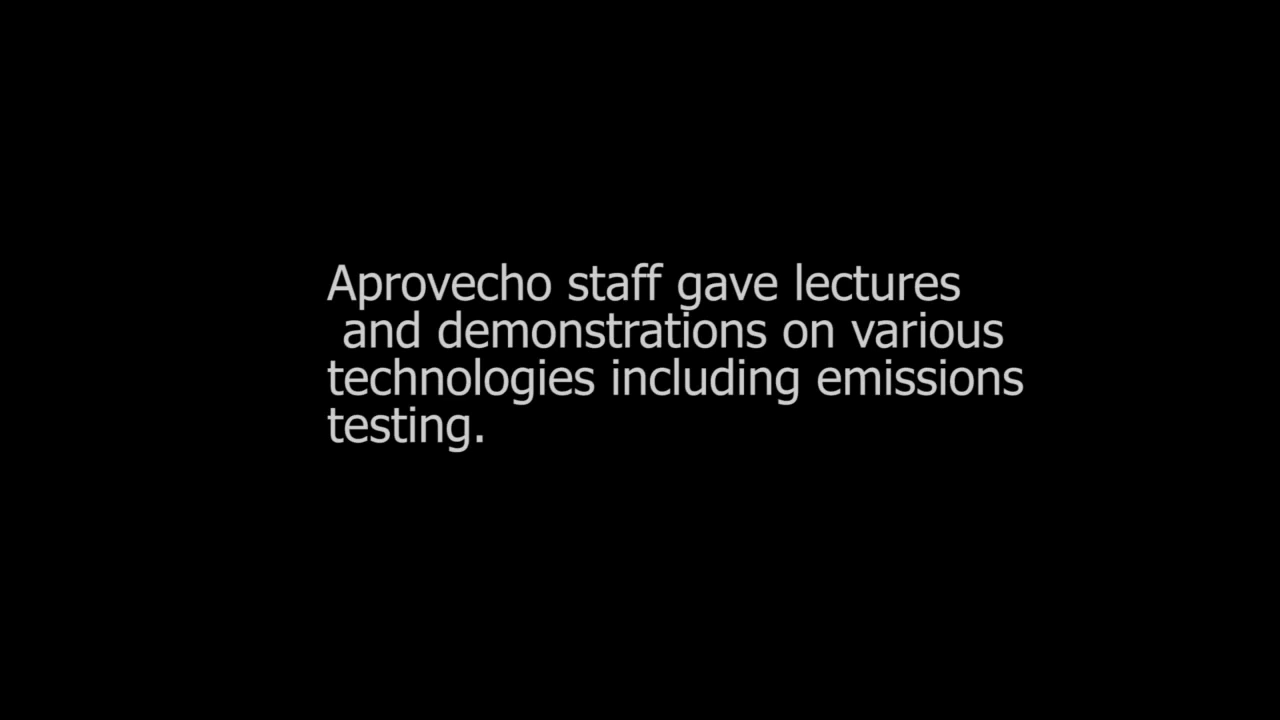 Aprovecho staff gave lectures
and demonstrations on various
technologies including emissions
testing.